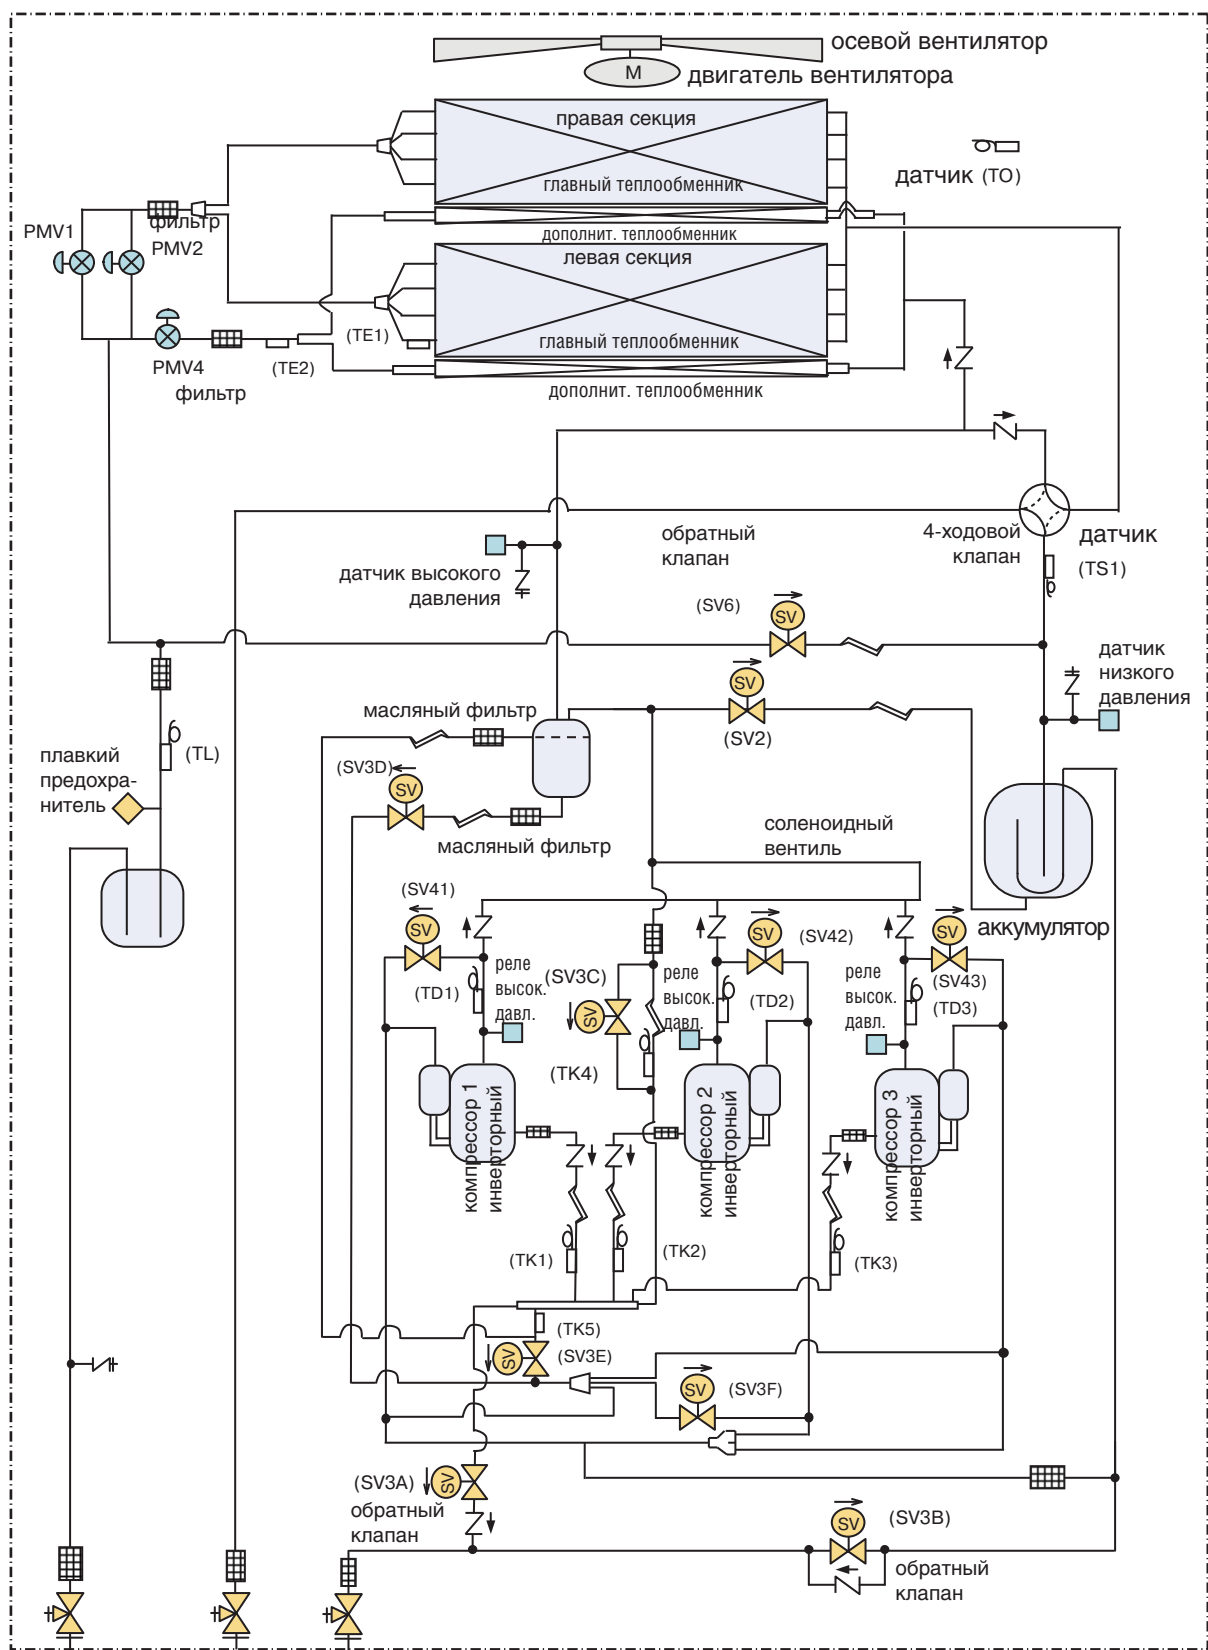 осевой вентилятор
M
двигатель вентилятора
правая секция
главный теплообменник
датчик (TO)
фильтр
PMV1
PMV2
дополнит. теплообменник
левая секция
(TE1)
главный теплообменник
PMV4
(TE2)
фильтр
дополнит. теплообменник
обратный
клапан
4-ходовой
клапан
датчик
(TS1)
датчик высокого
давления
(SV6)
SV
датчик
низкого
давления
SV
(SV2)
масляный фильтр
(TL)
плавкий
предохра-
нитель
(SV3D)
SV
масляный фильтр
соленоидный
вентиль
аккумулятор
(SV41)
SV
(TD1)
реле
высок.
давл.
(SV3C)
SV
(TK4)
реле
высок.
давл.
SV
(SV42)
(TD2)
реле
высок.
давл.
SV
(SV43)
(TD3)
компрессор 1
инверторный
компрессор 2
инверторный
компрессор 3
инверторный
(TK1)
(TK2)
(TK3)
(TK5)
SV
(SV3E)
SV
(SV3F)
(SV3A)
SV
обратный
клапан
SV
(SV3B)
обратный
клапан